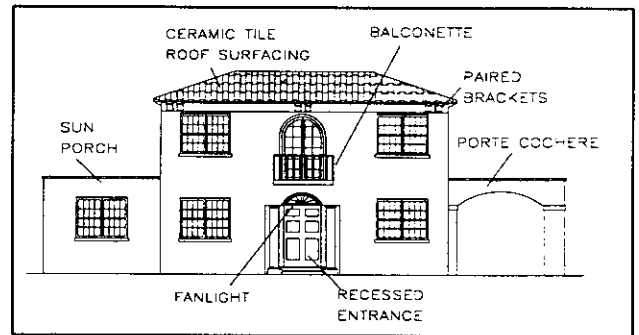 CERAMIC TILE
ROOF SURFACING
BALCONETTE
PAIRED
BRACKETS
SUN
PORCH
PORTE COCHERE
FANLIGHT
RECESSED
ENTRANCE